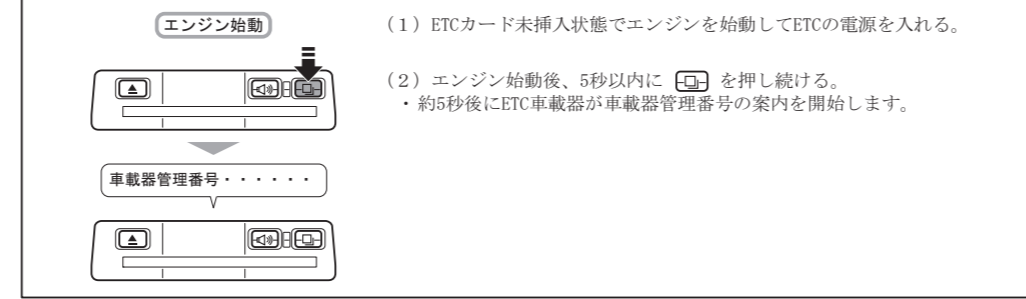 エンジン始動
(1)ETCカード未挿入状態でエンジンを始動してETCの電源を入れる。
(2)エンジン始動後、5秒以内に を押し続ける。
・約5秒後にETC車載器が車載器管理番号の案内を開始します。
車載器管理番号・・・・・・